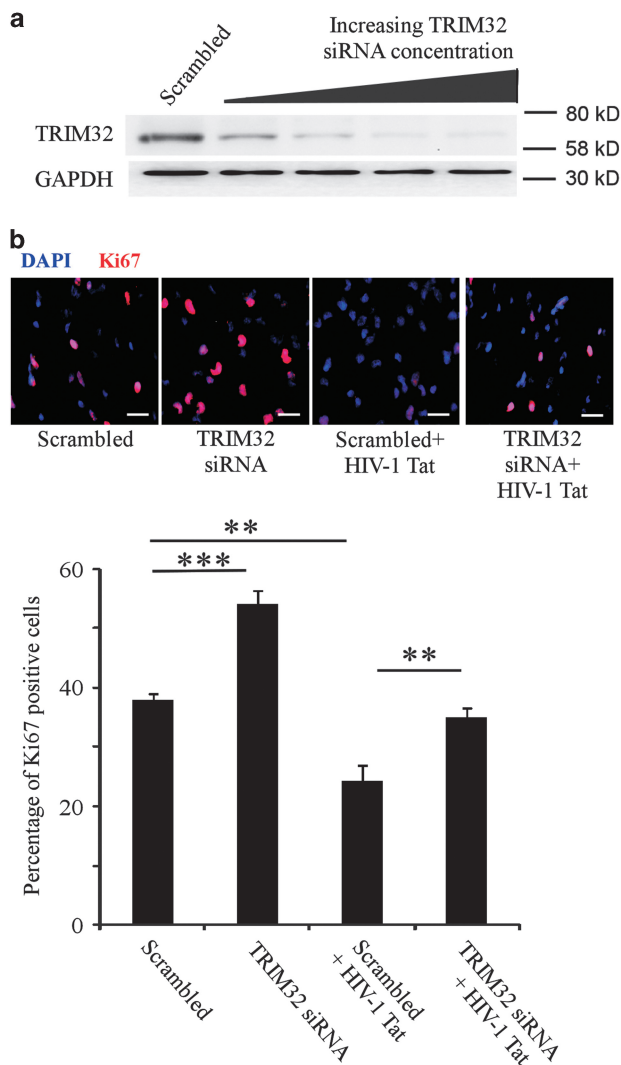 a
Scrambled
Increasing TRIM32
siRNA concentration
TRIM32
GAPDH
80 kD
58 kD
30 kD
b
DAPI Ki67
Scrambled
TRIM32
siRNA
Scrambled+
HIV-1 Tat
TRIM32
siRNA+
HIV-1 Tat
**
***
**
Percentage of Ki67 positive cells
60
40
20
0
Scrambled
TRIM32 siRNA
Scrambled
+ HIV-1 Tat
TRIM32 siRNA
+ HIV-1 Tat